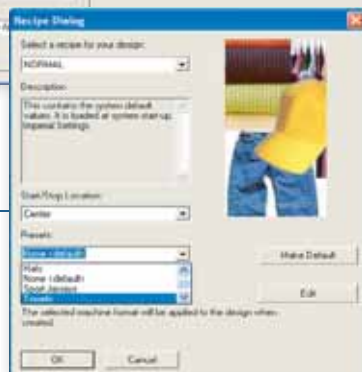 Recipe Dialog
Select a recipe for your design:
NORMAL
Description:
This contains the system default
values. It is loaded at system start-up.
Imperial Settings
Start/Stop Location:
Center
Presets:
None <default>
Hats
None <default>
Sport Jerseys
Towels
Make Default
Edit
The selected machine format will be applied to the design when
created.
OK
Cancel